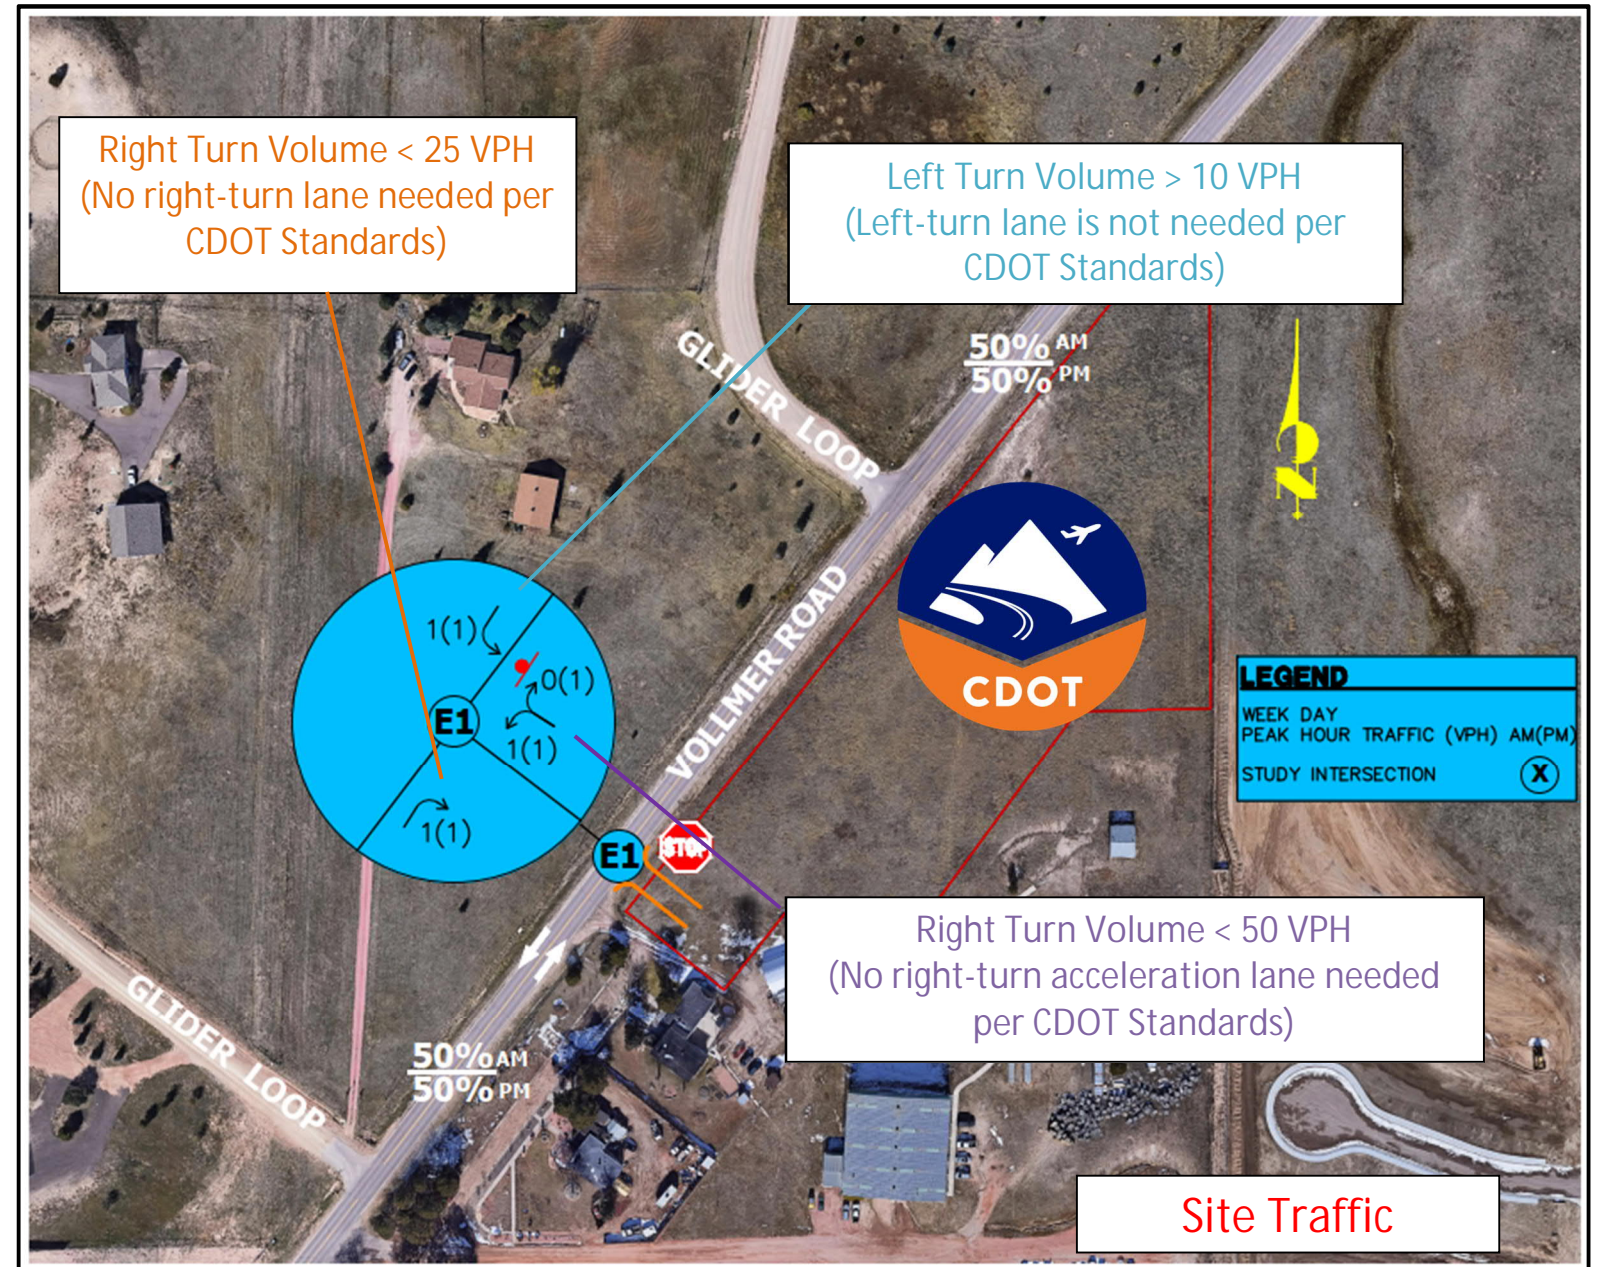 Right Turn Volume < 25 VPH
(No right-turn lane needed per
CDOT Standards)
Left Turn Volume > 10 VPH
(Left-turn lane is not needed per
CDOT Standards)
GLIDER LOOP
50% AM
50% PM
N
CDOT
VOLLMER ROAD
1(1)
0(1)
E1
1(1)
1(1)
E1
STOP
LEGEND
WEEK DAY
PEAK HOUR TRAFFIC (VPH) AM(PM)
STUDY INTERSECTION X
Right Turn Volume < 50 VPH
(No right-turn acceleration lane needed
per CDOT Standards)
GLIDER LOOP
50% AM
50% PM
Site Traffic